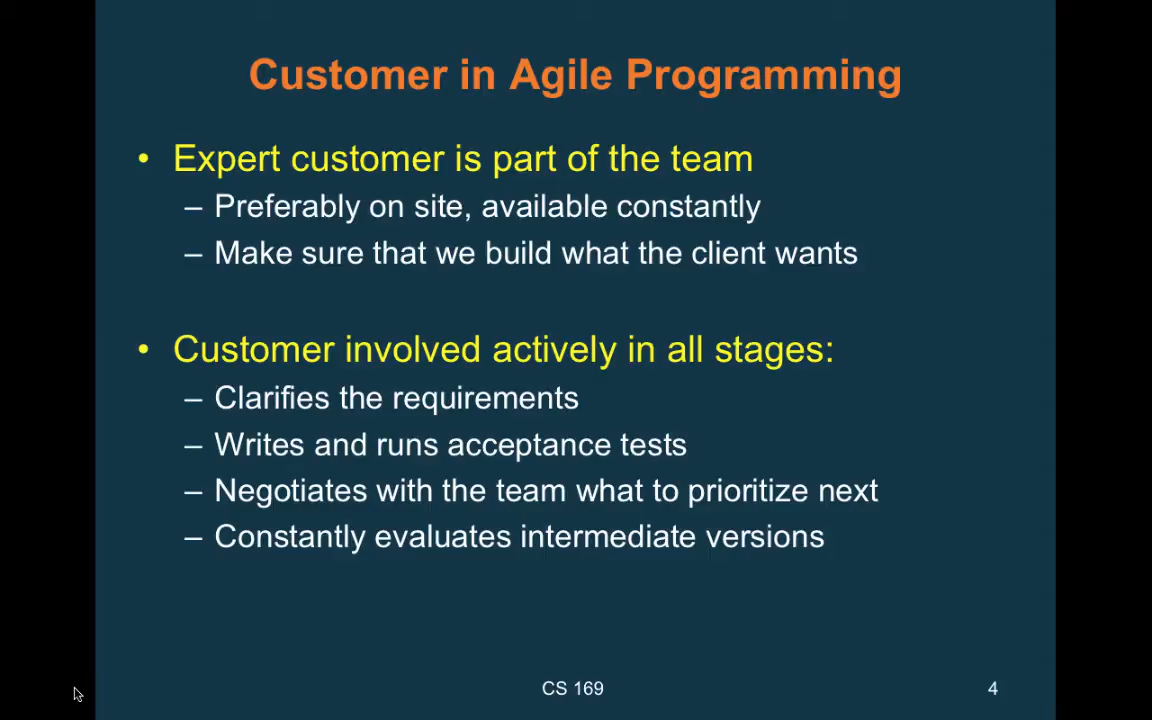 Customer in Agile Programming
• Expert customer is part of the team
– Preferably on site, available constantly
– Make sure that we build what the client wants
• Customer involved actively in all stages:
– Clarifies the requirements
– Writes and runs acceptance tests
– Negotiates with the team what to prioritize next
– Constantly evaluates intermediate versions
CS 169
4